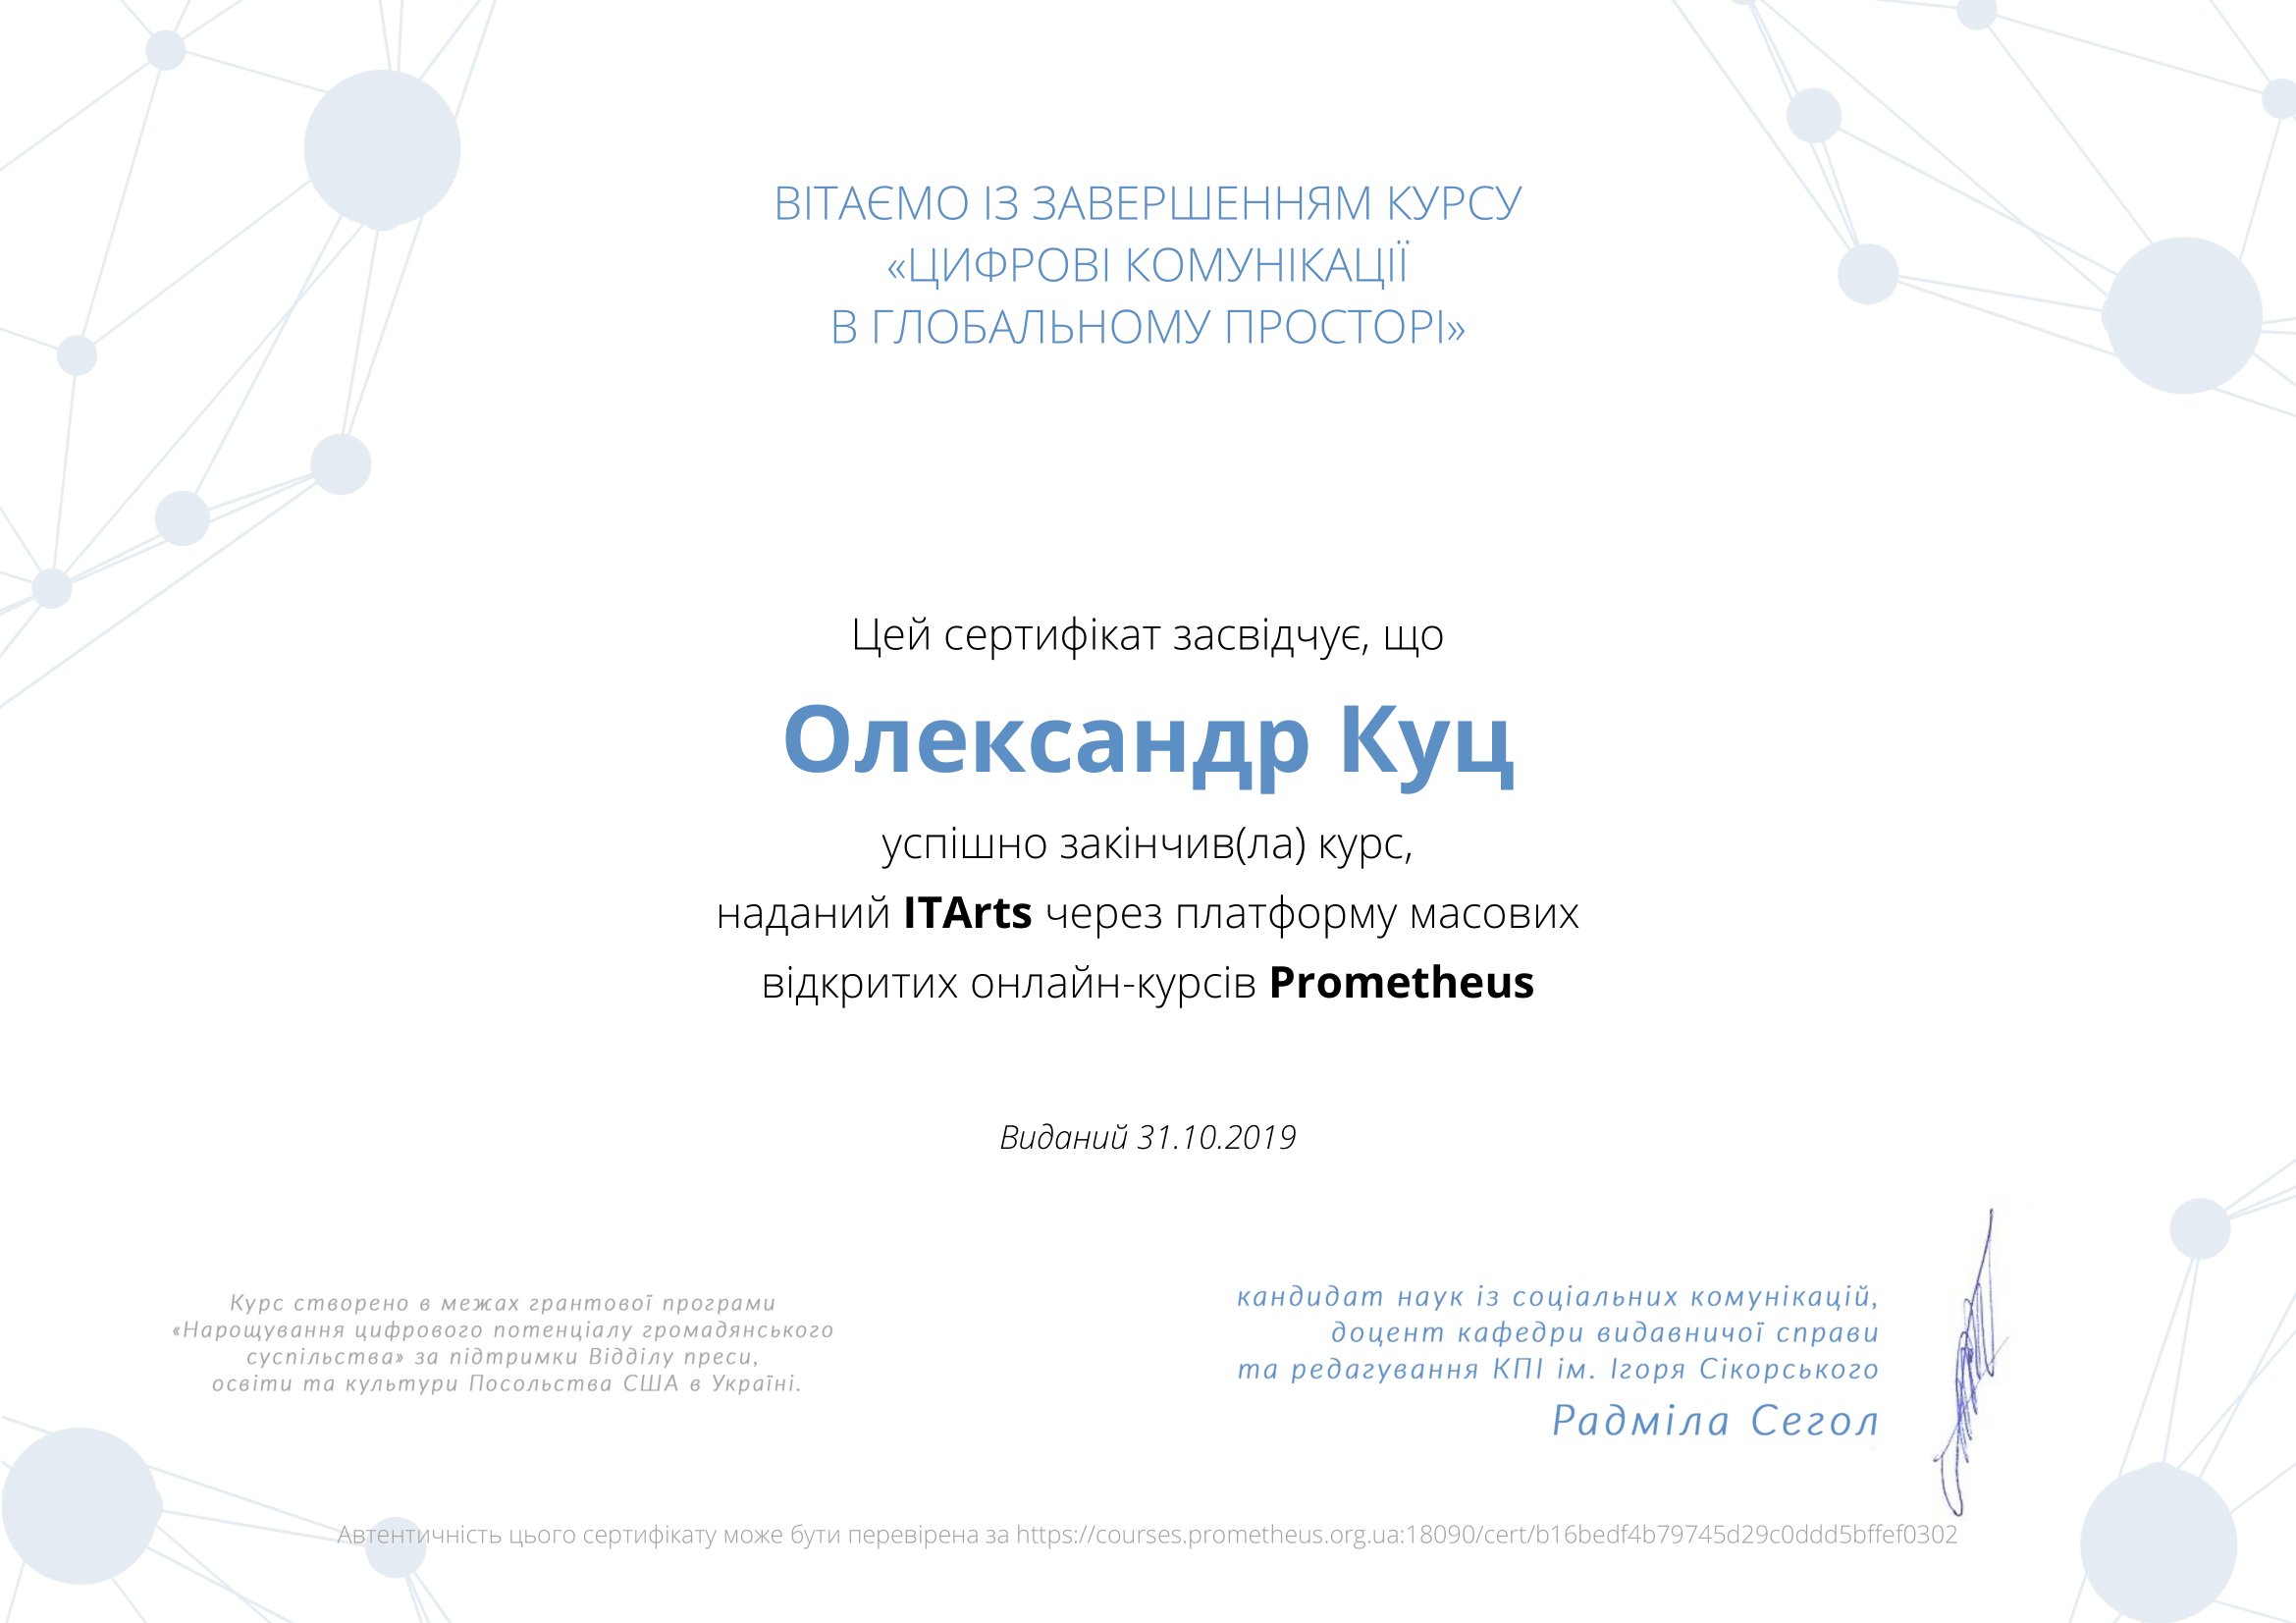 ВІТАЄМО ІЗ ЗАВЕРШЕННЯМ КУРСУ
«ЦИФРОВІ КОМУНІКАЦІЇ
В ГЛОБАЛЬНОМУ ПРОСТОРІ»
Цей сертифікат засвідчує, що
Олександр Куц
успішно закінчив(ла) курс,
наданий ITArts через платформу масових
відкритих онлайн-курсів Prometheus
Виданий 31.10.2019
Курс створено в межах грантової програми
«Нарощування цифрового потенціалу громадянського
суспільства» за підтримки Відділу преси,
освіти та культури Посольства США в Україні.
кандидат наук із соціальних комунікацій,
доцент кафедри видавничої справи
та редагування КПІ ім. Ігоря Сікорського
Радміла Сегол
Автентичність цього сертифікату може бути перевірена за https://courses.prometheus.org.ua:18090/cert/b16bedf4b79745d29c0ddd5bffef0302